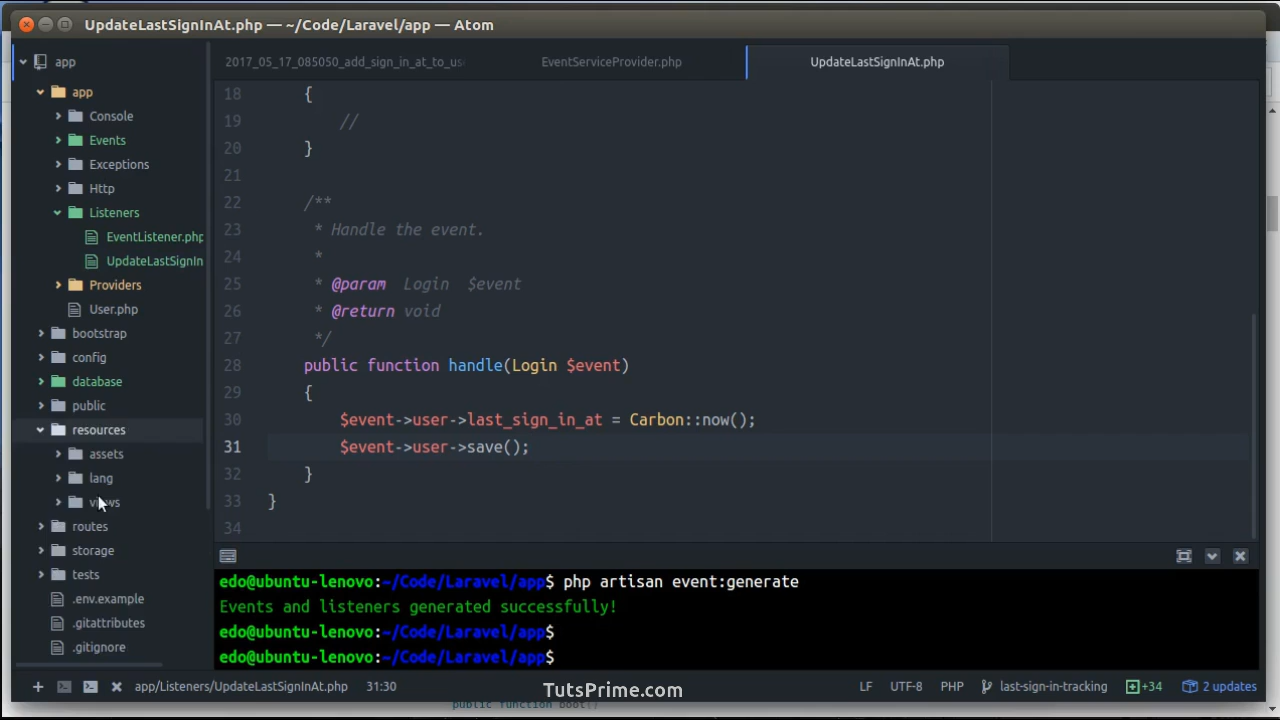 UpdateLastSignInAt.php — ~/Code/Laravel/app — Atom
app
2017_05_17_085050_add_sign_in_at_to_us
EventServiceProvider.php
UpdateLastSignInAt.php
app
Console
Events
Exceptions
Http
Listeners
EventListener.php
UpdateLastSignIn
Providers
User.php
bootstrap
config
database
public
resources
assets
lang
views
routes
storage
tests
.env.example
.gitattributes
.gitignore
18 {
19 //
20 }
21
22 /**
23 * Handle the event.
24 *
25 * @param Login $event
26 * @return void
27 */
28 public function handle(Login $event)
29 {
30 $event->user->last_sign_in_at = Carbon::now();
31 $event->user->save();
32 }
33 }
34
edo@ubuntu-lenovo:~/Code/Laravel/app$ php artisan event:generate
Events and listeners generated successfully!
edo@ubuntu-lenovo:~/Code/Laravel/app$
edo@ubuntu-lenovo:~/Code/Laravel/app$
app/Listeners/UpdateLastSignInAt.php 31:30
TutsPrime.com
LF UTF-8 PHP last-sign-in-tracking +34 2 updates
public function boot()